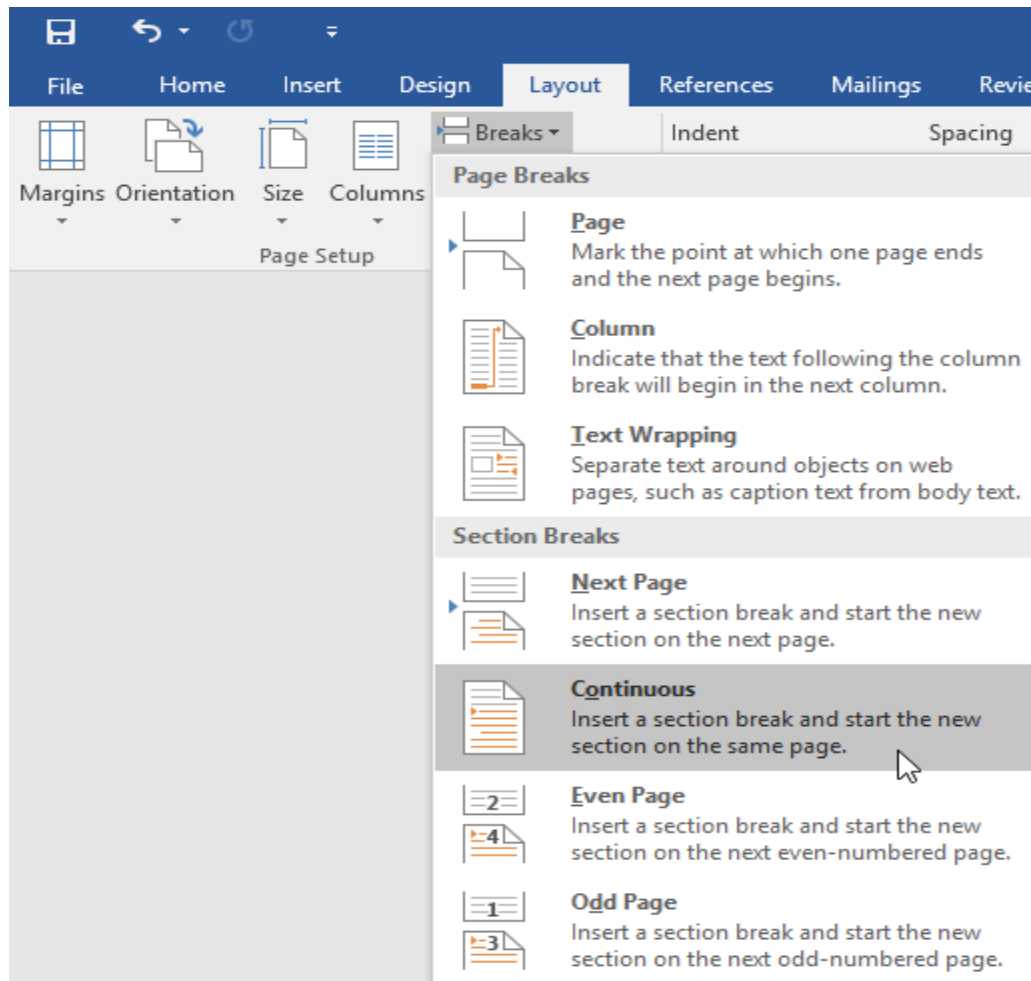 File Home Insert Design Layout References Mailings Revie
Breaks Indent Spacing
Margins Orientation Size Columns
Page Setup
Page Breaks
Page
Mark the point at which one page ends
and the next page begins.
Column
Indicate that the text following the column
break will begin in the next column.
Text Wrapping
Separate text around objects on web
pages, such as caption text from body text.
Section Breaks
Next Page
Insert a section break and start the new
section on the next page.
Continuous
Insert a section break and start the new
section on the same page.
2
4
Even Page
Insert a section break and start the new
section on the next even-numbered page.
1
3
Odd Page
Insert a section break and start the new
section on the next odd-numbered page.